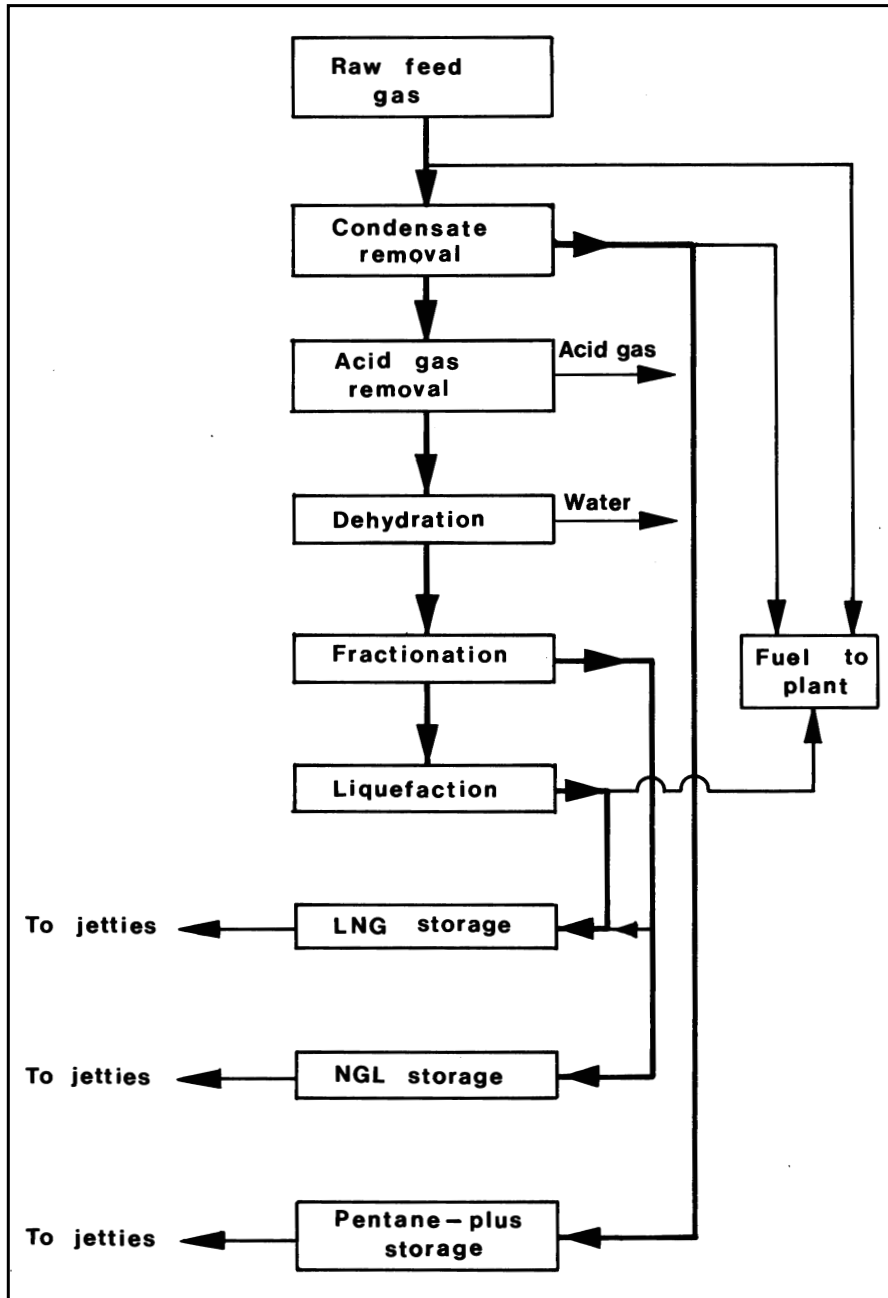 Raw feed
gas
Condensate
removal
Acid gas
removal
Acid gas
Dehydration
Water
Fractionation
Fuel to
plant
Liquefaction
To jetties
LNG storage
To jetties
NGL storage
To jetties
Pentane-plus
storage